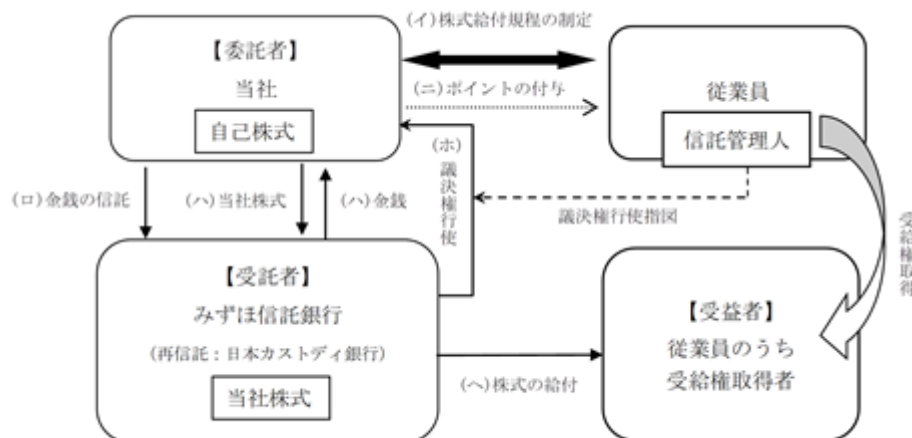 (イ)株式給付規程の制定
【委託者】
当社
自己株式
(ニ)ポイントの付与
従業員
信託管理人
(ホ)議決権行使
(ロ)金銭の信託
(ハ)当社株式
(ハ)金銭
議決権行使指図
受給権取得
【受託者】
みずほ信託銀行
(再信託:日本カストディ銀行)
当社株式
(ヘ)株式の給付
【受益者】
従業員のうち
受給権取得者